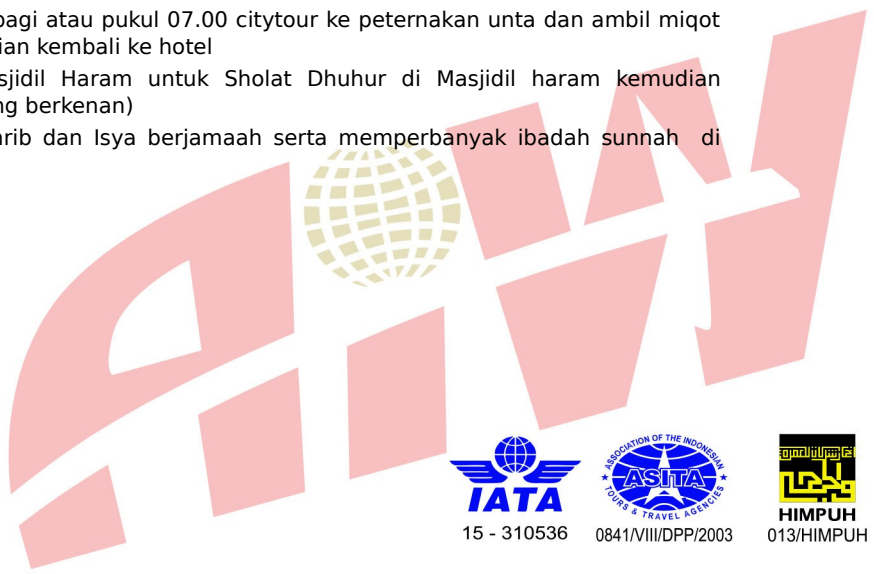 pagi atau pukul 07.00 citytour ke peternakan unta dan ambil miqot
ian kembali ke hotel
sjidil Haram untuk Sholat Dhuhur di Masjidil haram kemudian
ng berkenan)
arib dan Isya berjamaah serta memperbanyak ibadah sunnah di
AIW
IATA
15 - 310536
ASSOCIATION OF THE INDONESIAN
ASITA
TOURS & TRAVEL AGENCIES
0841/VIII/DPP/2003
HIMPUH
013/HIMPUH